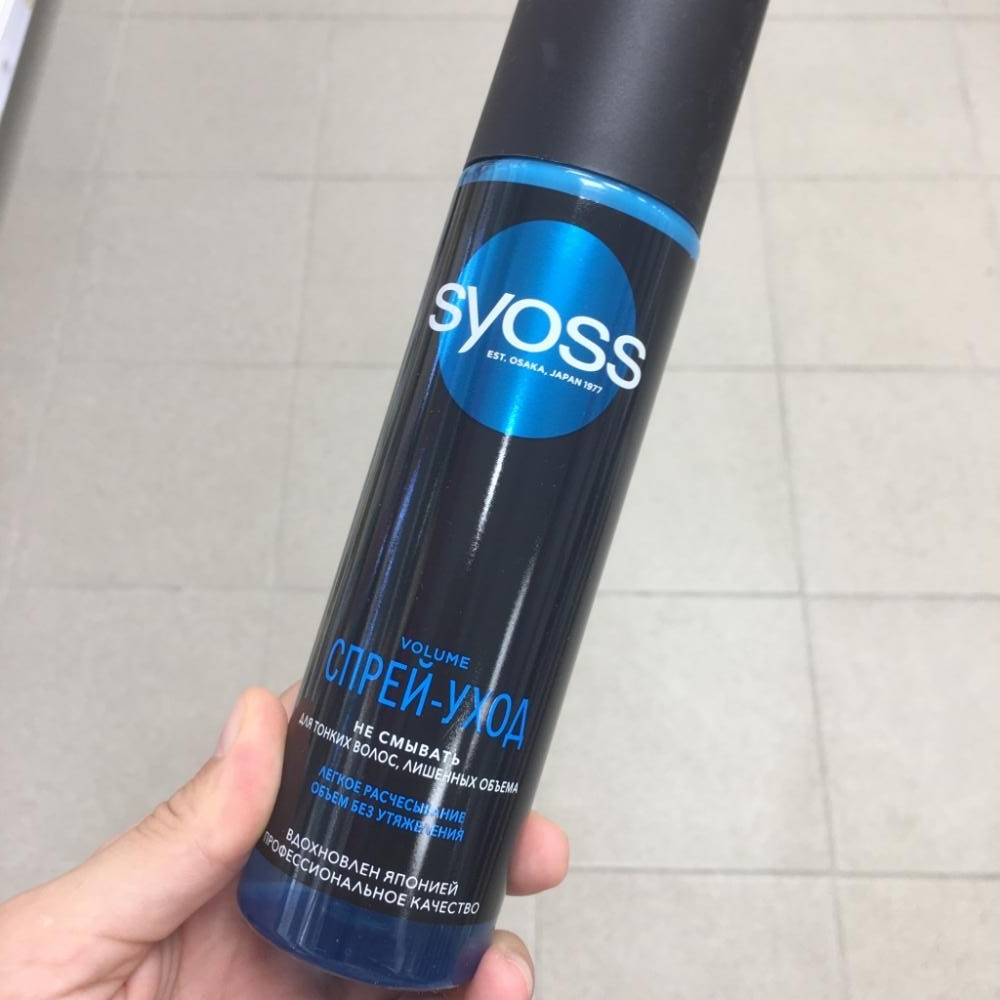 syoss
EST. OSAKA, JAPAN 1977
VOLUME
СПРЕЙ-УХОД
НЕ СМЫВАТЬ
ДЛЯ ТОНКИХ ВОЛОС, ЛИШЕННЫХ ОБЪЕМА
ЛЕГКОЕ РАСЧЕСЫВАНИЕ
ОБЪЕМ БЕЗ УТЯЖЕЛЕНИЯ
ВДОХНОВЛЕН ЯПОНИЕЙ
ПРОФЕССИОНАЛЬНОЕ КАЧЕСТВО